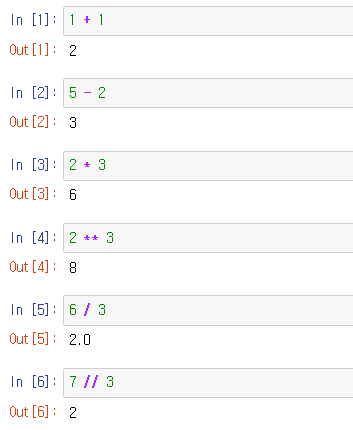 In [1]: 1 + 1
Out[1]: 2
In [2]: 5 - 2
Out[2]: 3
In [3]: 2 * 3
Out[3]: 6
In [4]: 2 ** 3
Out[4]: 8
In [5]: 6 / 3
Out[5]: 2.0
In [6]: 7 // 3
Out[6]: 2